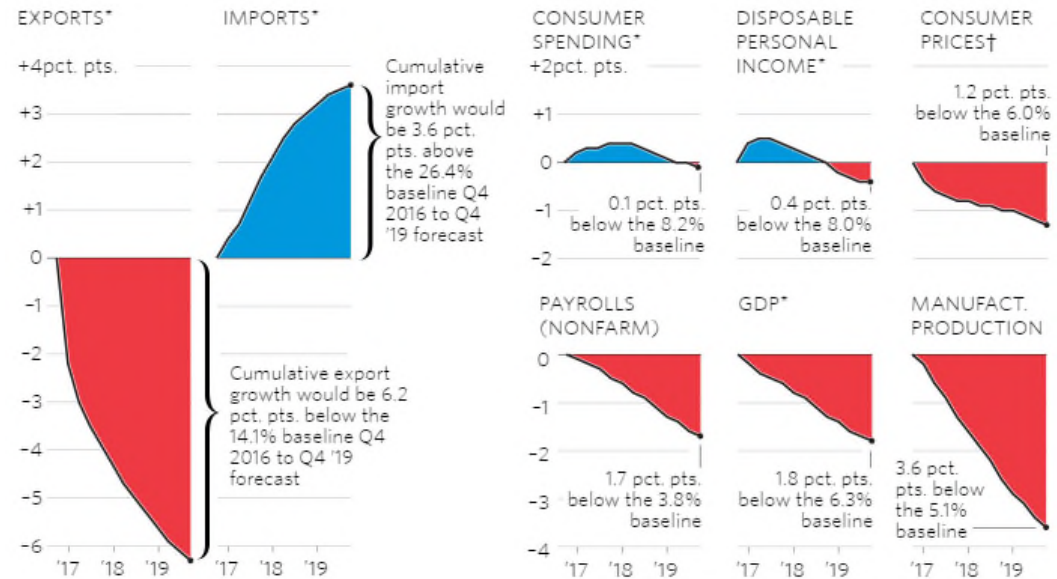 EXPORTS*
+4pct. pts.
+3
+2
+1
0
−1
−2
−3
−4
−5
−6
'17 '18 '19
Cumulative export
growth would be 6.2
pct. pts. below the
14.1% baseline Q4
2016 to Q4 '19
forecast
IMPORTS*
Cumulative
import
growth would
be 3.6 pct.
pts. above
the 26.4%
baseline Q4
2016 to Q4
'19 forecast
'17 '18 '19
CONSUMER
SPENDING*
+2pct. pts.
+1
0
−1
−2
0.1 pct. pts.
below the 8.2%
baseline
DISPOSABLE
PERSONAL
INCOME*
0.4 pct. pts.
below the 8.0%
baseline
CONSUMER
PRICES†
1.2 pct. pts.
below the 6.0%
baseline
PAYROLLS
(NONFARM)
0
−1
−2
−3
−4
1.7 pct. pts.
below the 3.8%
baseline
'17 '18 '19
GDP*
1.8 pct. pts.
below the 6.3%
baseline
'17 '18 '19
MANUFACT.
PRODUCTION
3.6 pct.
pts. below
the 5.1%
baseline
'17 '18 '19